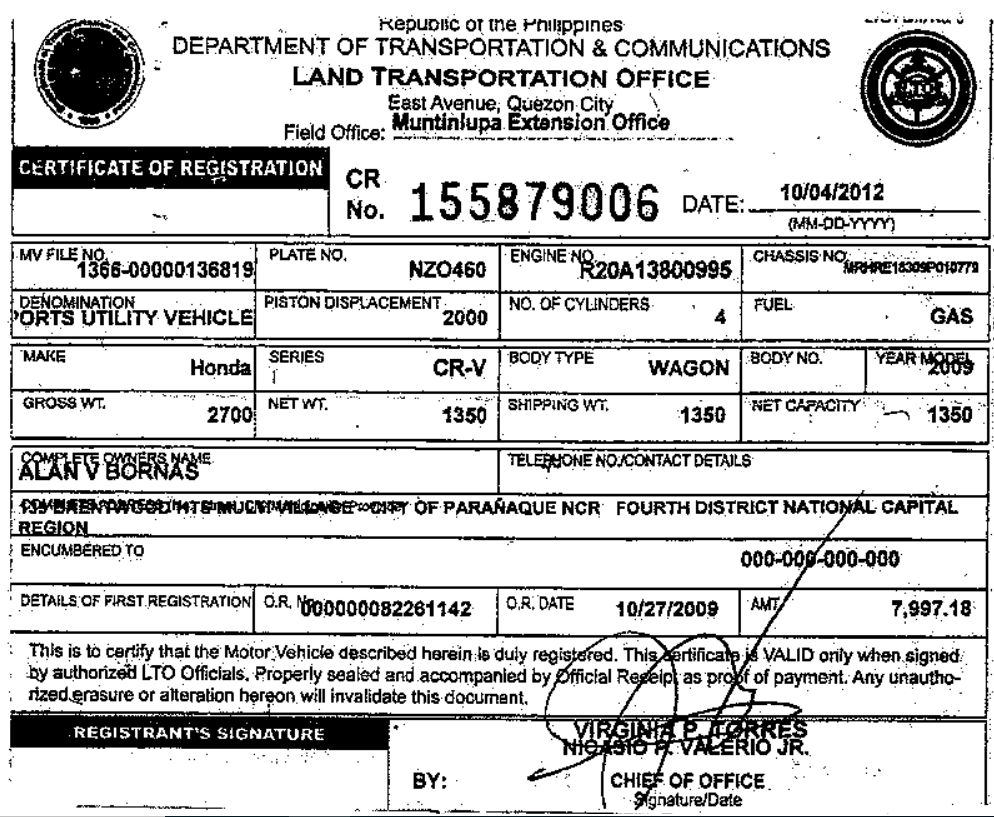 Republic of the Philippines
DEPARTMENT OF TRANSPORTATION & COMMUNICATIONS
LAND TRANSPORTATION OFFICE
East Avenue, Quezon City
Field Office: Muntinlupa Extension Office
LTO
CERTIFICATE OF REGISTRATION
CR No. 155879006 DATE: 10/04/2012
(MM-DD-YYYY)
MV FILE NO. 1366-00000136819 PLATE NO. NZO460 ENGINE NO. R20A13800995 CHASSIS NO.
DENOMINATION PORTS UTILITY VEHICLE PISTON DISPLACEMENT 2000 NO. OF CYLINDERS 4 FUEL GAS
MAKE Honda SERIES CR-V BODY TYPE WAGON BODY NO. YEAR MODEL 2009
GROSS WT. 2700 NET WT. 1350 SHIPPING WT. 1350 NET CAPACITY 1350
COMPLETE OWNERS NAME TELEPHONE NO./CONTACT DETAILS
ALAN V BORNAS
VILLAGE CITY OF PARAÑAQUE NCR FOURTH DISTRICT NATIONAL CAPITAL
REGION
ENCUMBERED TO
000-000-000-000
DETAILS OF FIRST REGISTRATION O.R. No. 000000082261142 O.R. DATE 10/27/2009 AMT. 7,997.18
This is to certify that the Motor Vehicle described herein is duly registered. This certificate is VALID only when signed
by authorized LTO Officials. Properly sealed and accompanied by Official Receipt as proof of payment. Any unautho-
rized erasure or alteration hereon will invalidate this document.
REGISTRANT'S SIGNATURE
VIRGINIA P. TORRES
NICASIO P. VALERIO JR.
BY: CHIEF OF OFFICE
Signature/Date